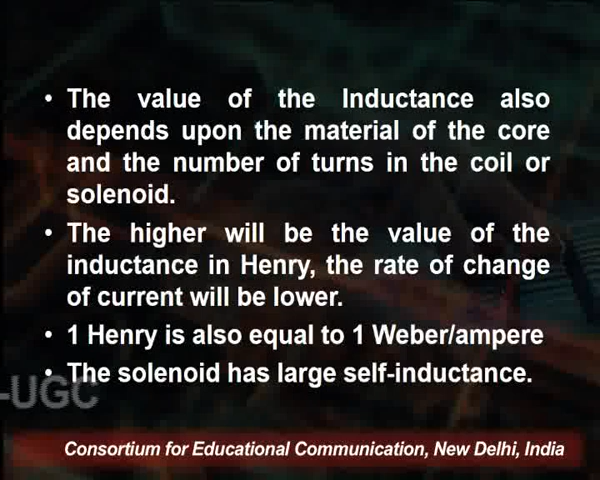 • The value of the Inductance also
depends upon the material of the core
and the number of turns in the coil or
solenoid.
• The higher will be the value of the
inductance in Henry, the rate of change
of current will be lower.
• 1 Henry is also equal to 1 Weber/ampere
• The solenoid has large self-inductance.
-UGC
Consortium for Educational Communication, New Delhi, India